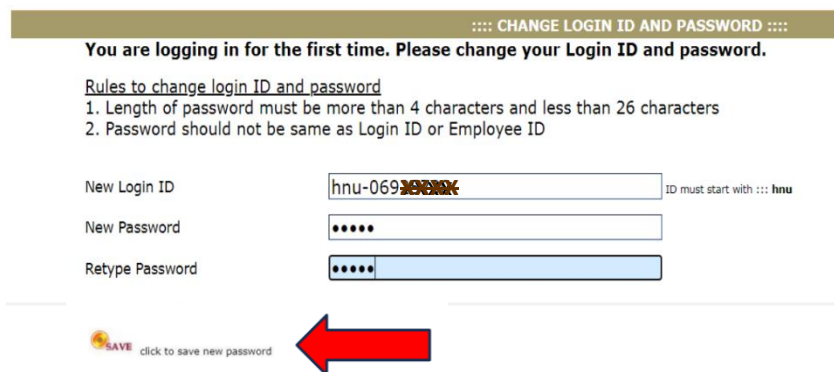 :::: CHANGE LOGIN ID AND PASSWORD ::::
You are logging in for the first time. Please change your Login ID and password.
Rules to change login ID and password
1. Length of password must be more than 4 characters and less than 26 characters
2. Password should not be same as Login ID or Employee ID
New Login ID hnu-069 ID must start with ::: hnu
New Password •••••
Retype Password •••••
SAVE click to save new password